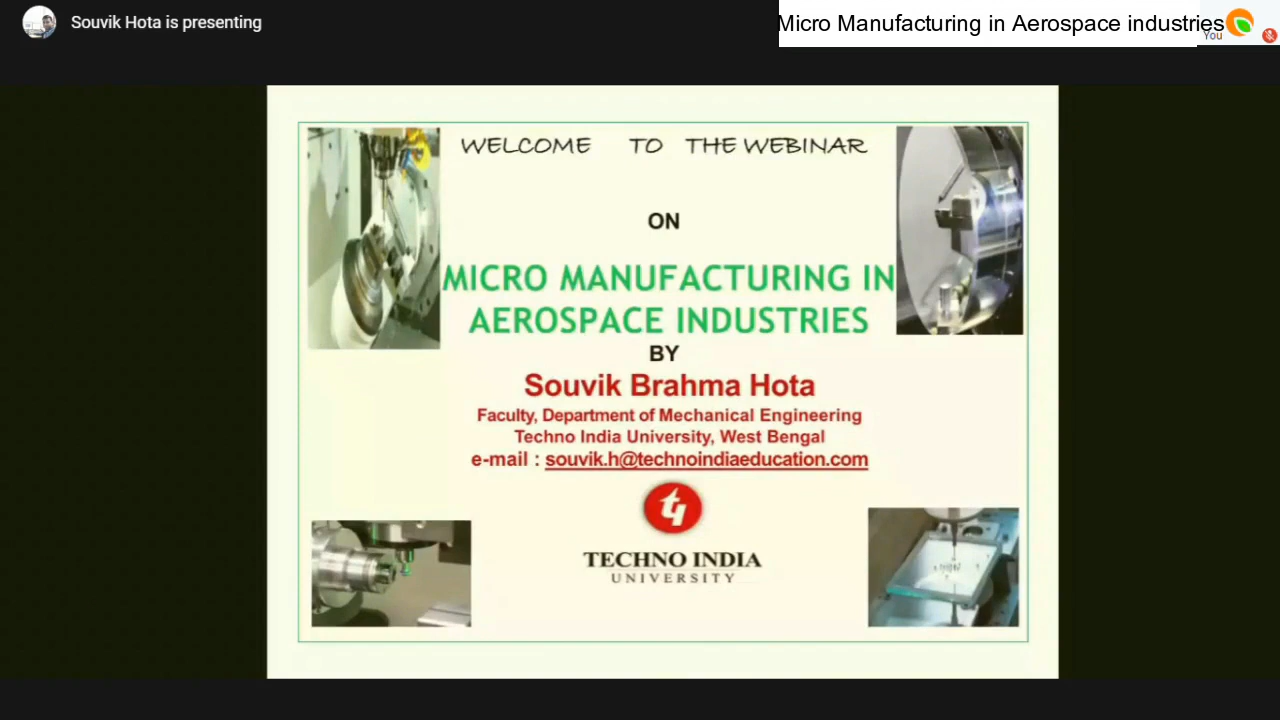 Souvik Hota is presenting
Micro Manufacturing in Aerospace industries
You
WELCOME TO THE WEBINAR
ON
MICRO MANUFACTURING IN
AEROSPACE INDUSTRIES
BY
Souvik Brahma Hota
Faculty, Department of Mechanical Engineering
Techno India University, West Bengal
e-mail : souvik.h@technoindiaeducation.com
TECHNO INDIA
UNIVERSITY